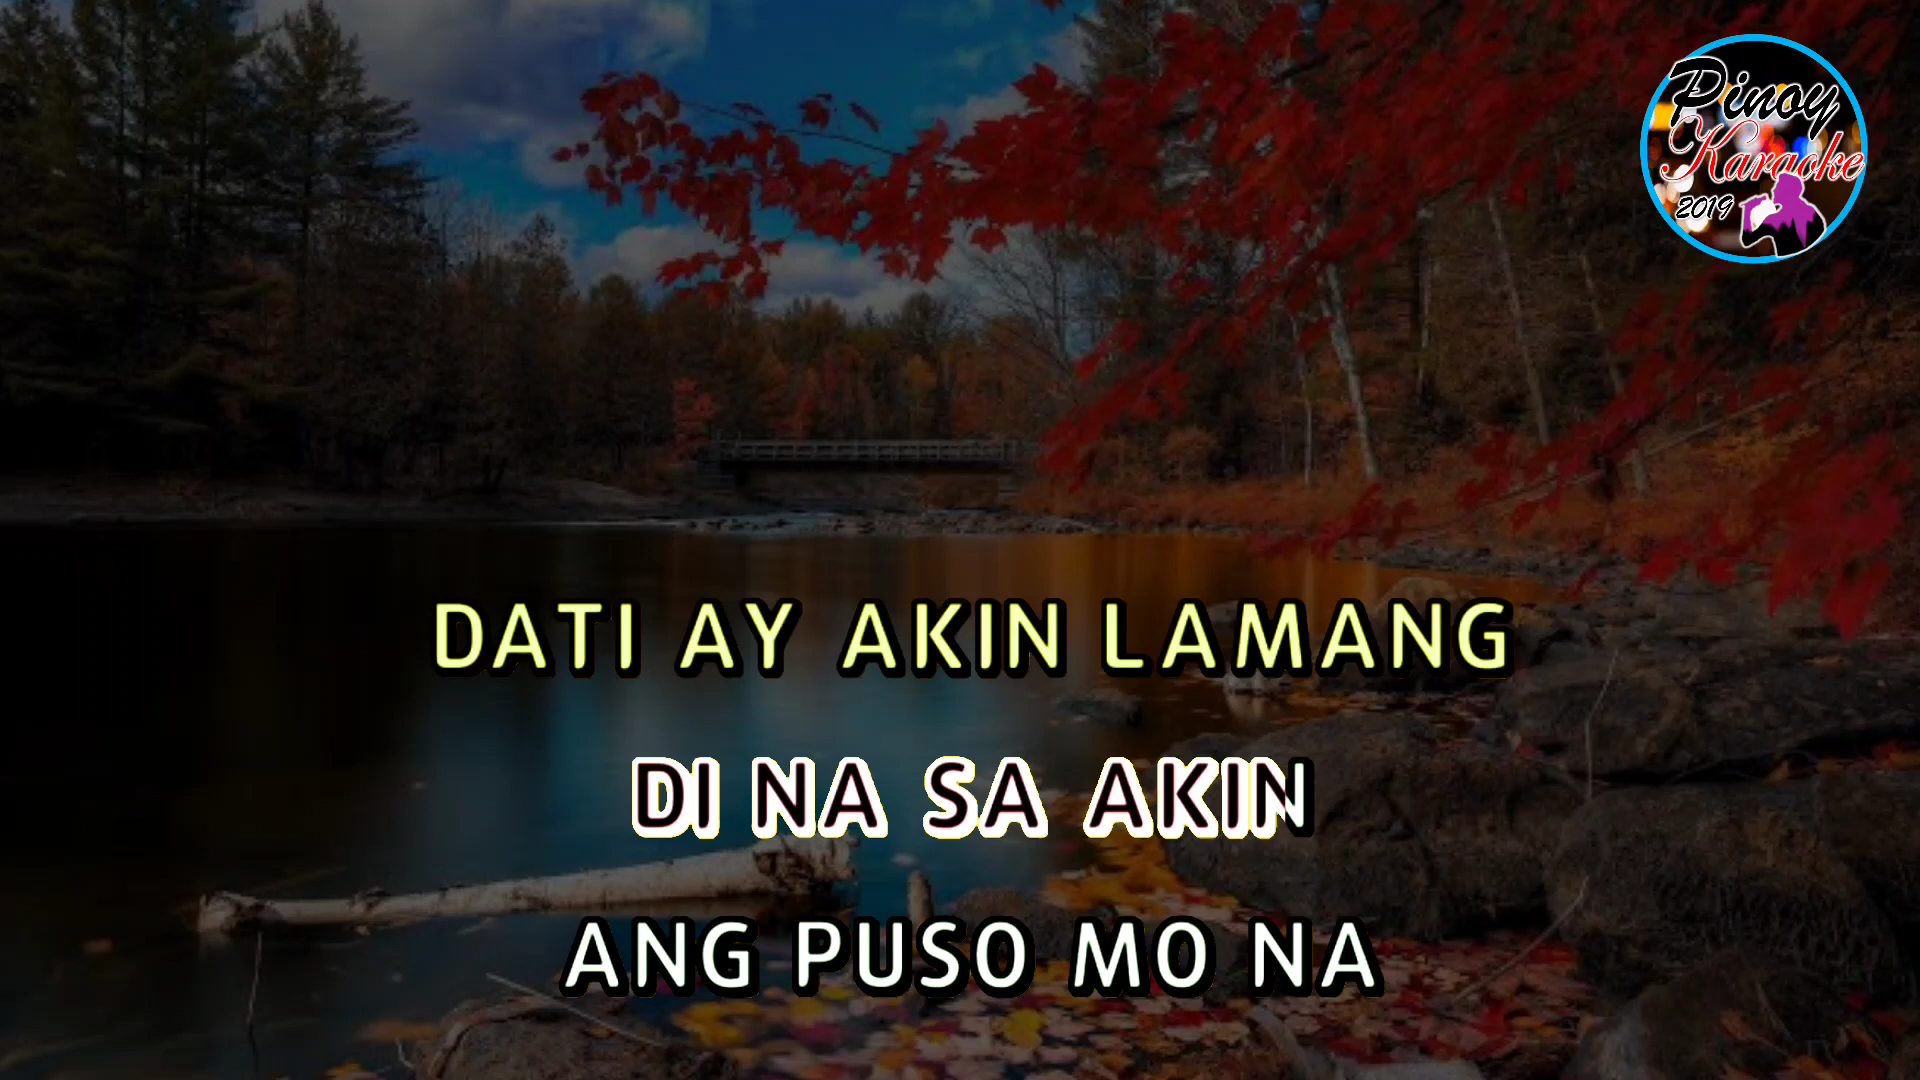 Pinoy
Karaoke
2019
DATI AY AKIN LAMANG
DI NA SA AKIN
ANG PUSO MO NA